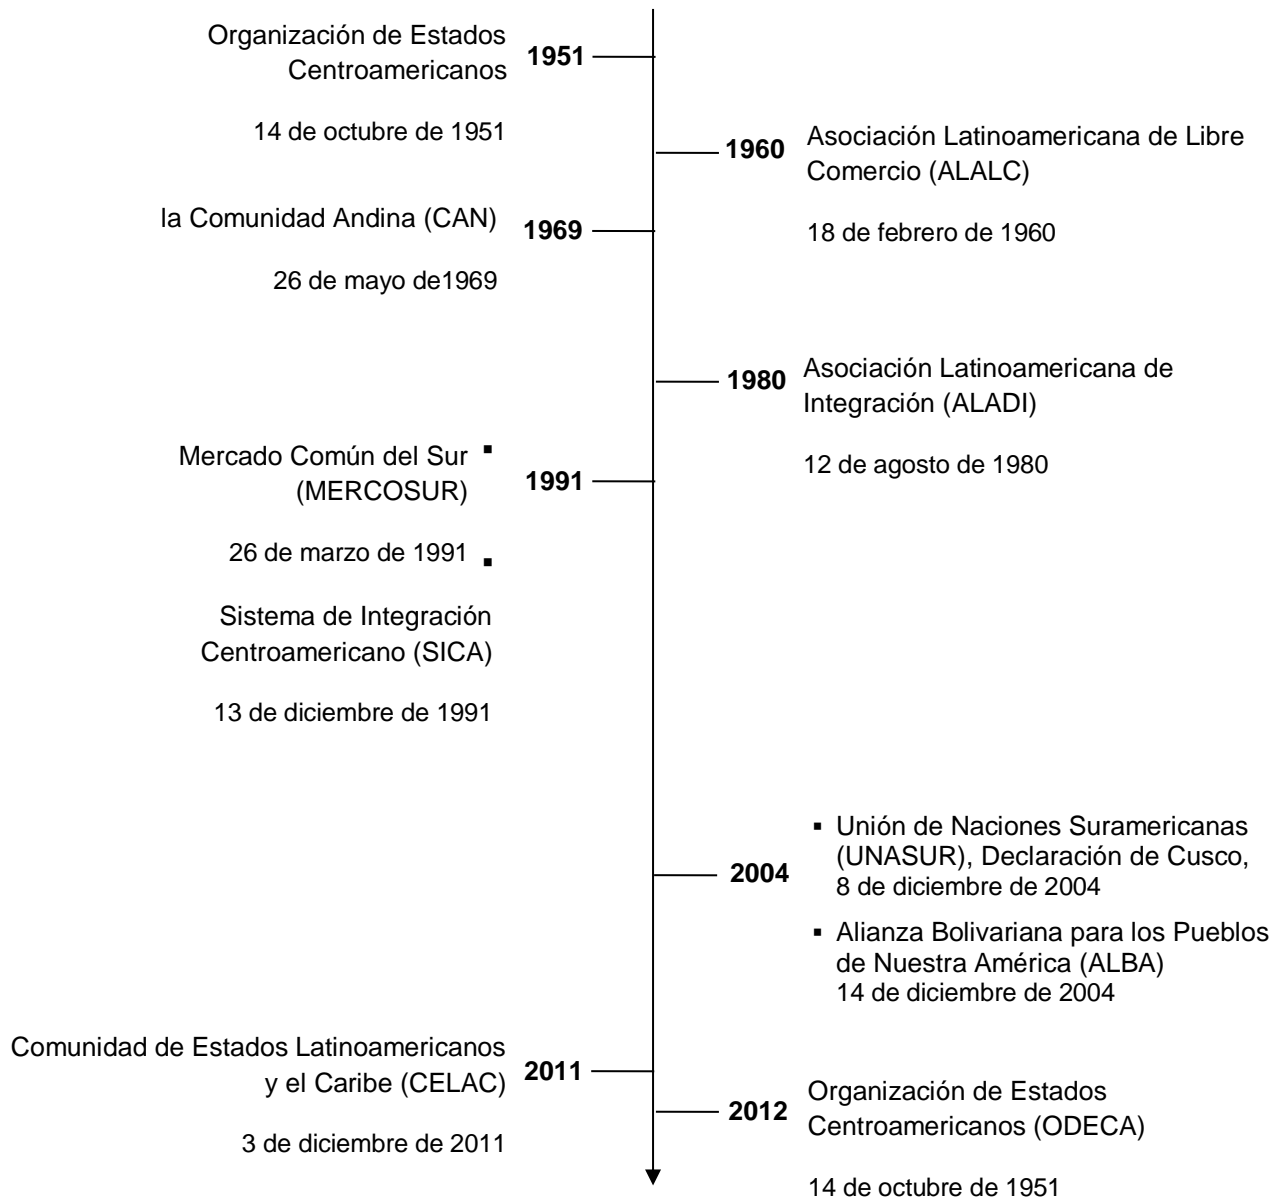 Organización de Estados
Centroamericanos
1951
14 de octubre de 1951
1960
Asociación Latinoamericana de Libre
Comercio (ALALC)
18 de febrero de 1960
la Comunidad Andina (CAN)
1969
26 de mayo de1969
1980
Asociación Latinoamericana de
Integración (ALADI)
12 de agosto de 1980
▪ Mercado Común del Sur
(MERCOSUR)
1991
26 de marzo de 1991
▪ Sistema de Integración
Centroamericano (SICA)
13 de diciembre de 1991
2004
▪ Unión de Naciones Suramericanas
(UNASUR), Declaración de Cusco,
8 de diciembre de 2004
▪ Alianza Bolivariana para los Pueblos
de Nuestra América (ALBA)
14 de diciembre de 2004
Comunidad de Estados Latinoamericanos
y el Caribe (CELAC)
2011
3 de diciembre de 2011
2012
Organización de Estados
Centroamericanos (ODECA)
14 de octubre de 1951